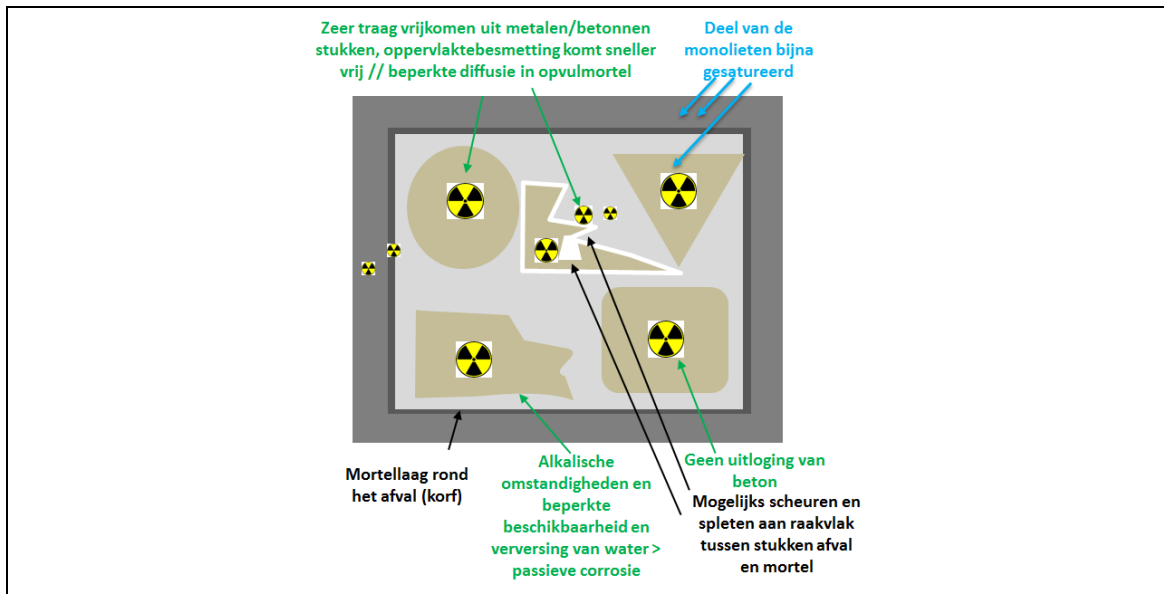 Zeer traag vrijkomen uit metalen/betonnen
stukken, oppervlaktebesmetting komt sneller
vrij // beperkte diffusie in opvulmortel
Deel van de
monolieten bijna
gesatureerd
Mortellaag rond
het afval (korf)
Alkalische
omstandigheden en
beperkte
beschikbaarheid en
verversing van water >
passieve corrosie
Geen uitloging van
beton
Mogelijks scheuren en
spleten aan raakvlak
tussen stukken afval
en mortel